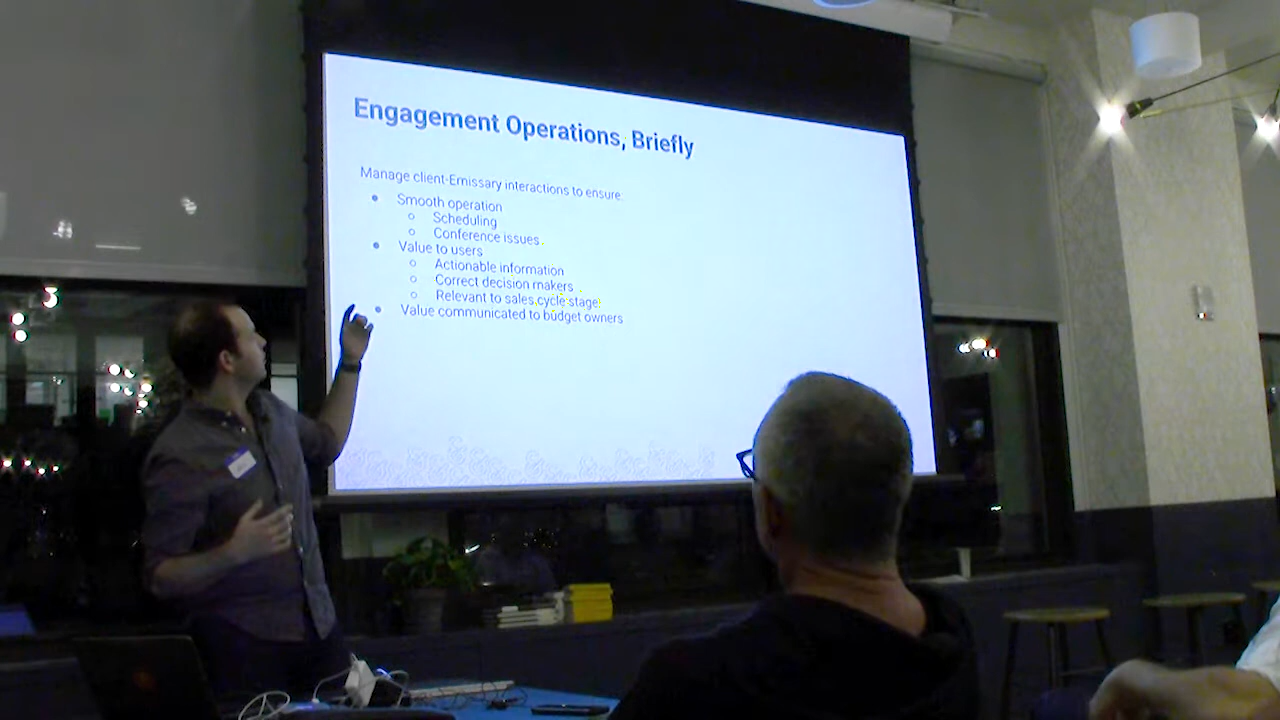 Engagement Operations, Briefly
Manage client-Emissary interactions to ensure:
Smooth operation
Scheduling
Conference issues
Value to users
Actionable information
Correct decision makers
Relevant to sales cycle stage
Value communicated to budget owners